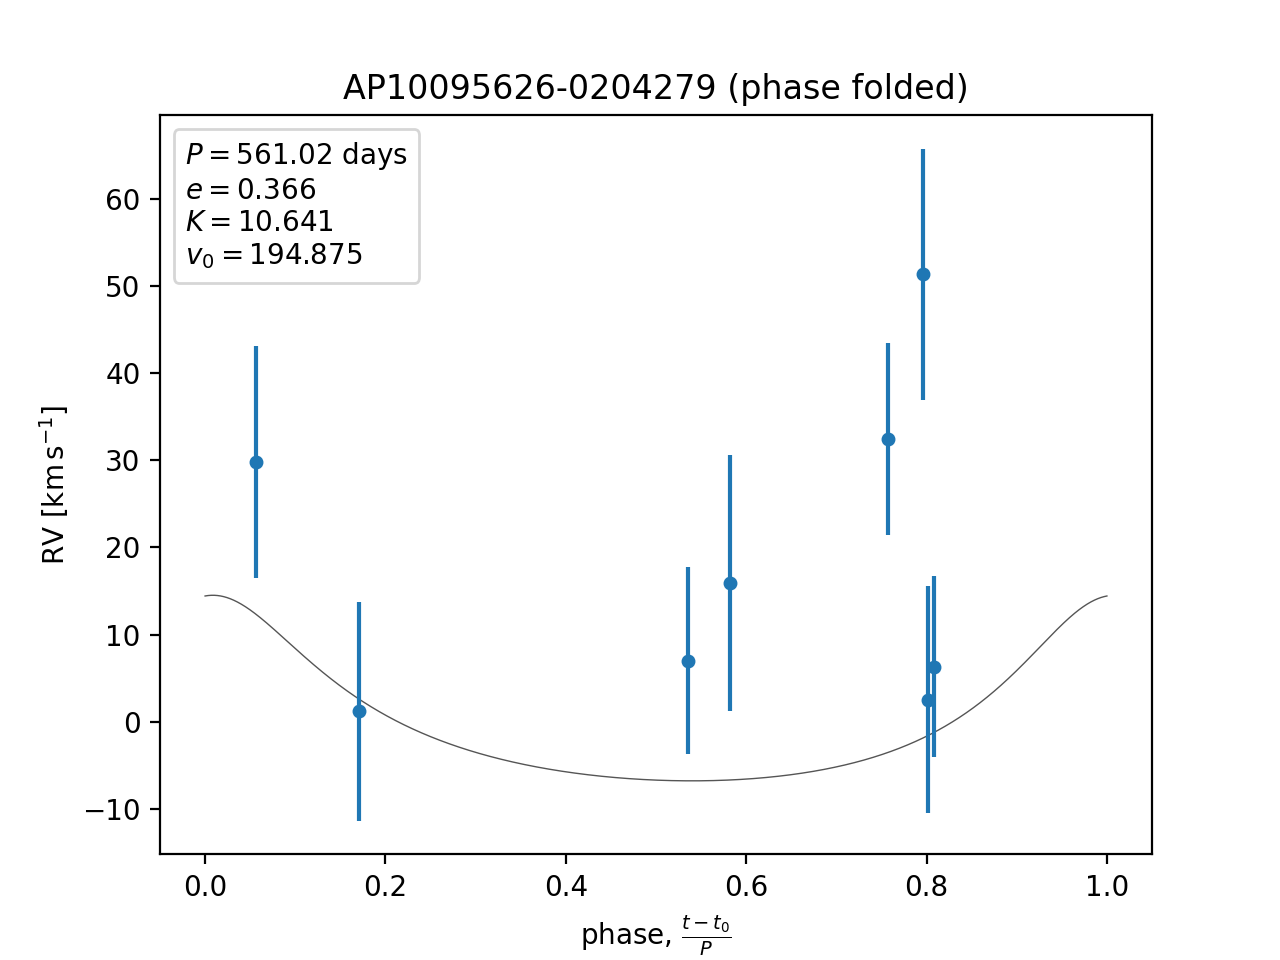 AP10095626-0204279 (phase folded)
P = 561.02 days
e = 0.366
K = 10.641
v₀ = 194.875
60
50
40
30
20
10
0
−10
RV [km s⁻¹]
0.0 0.2 0.4 0.6 0.8 1.0
phase, (t − t₀)/P